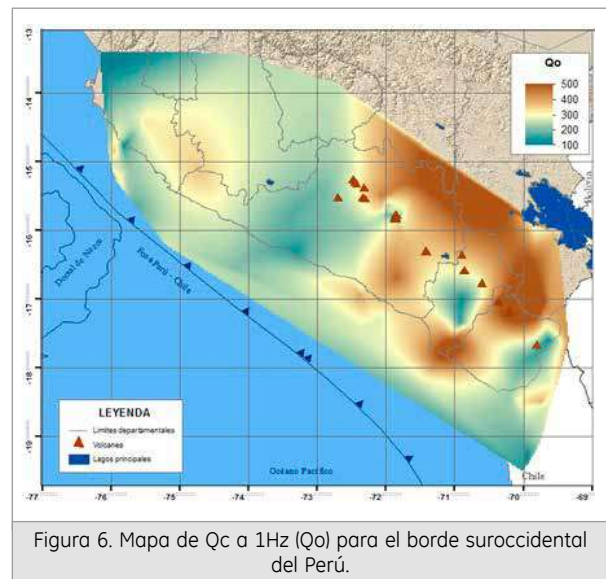 -13
-14
-15
-16
-17
-18
-19
Qo
500
400
300
200
100
Bolivia
Dorsal de Nazca
Fosa Perú - Chile
LEYENDA
Limites departamentales
Volcanes
Lagos principales
Océano Pacífico
Chile
-77
-76
-75
-74
-73
-72
-71
-70
-69
Figura 6. Mapa de Qc a 1Hz (Qo) para el borde suroccidental
del Perú.